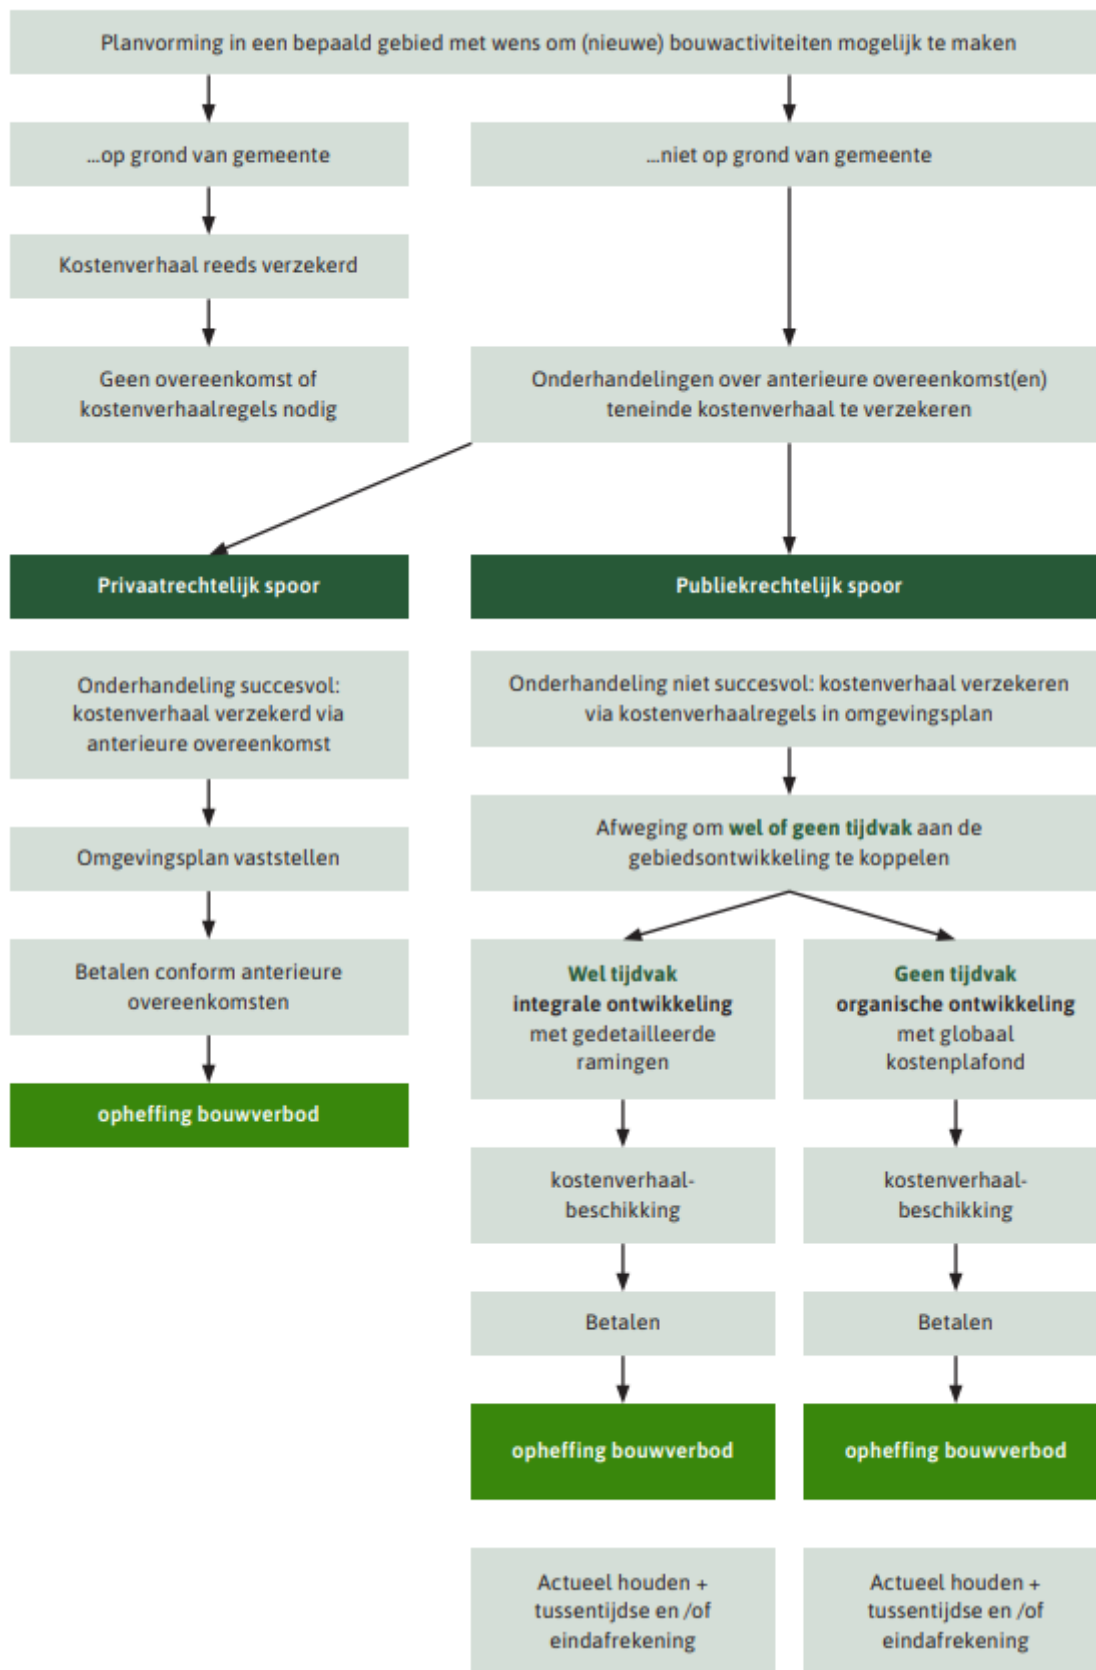 Planvorming in een bepaald gebied met wens om (nieuwe) bouwactiviteiten mogelijk te maken
...op grond van gemeente
...niet op grond van gemeente
Kostenverhaal reeds verzekerd
Geen overeenkomst of
kostenverhaalregels nodig
Onderhandelingen over anterieure overeenkomst(en)
teneinde kostenverhaal te verzekeren
Privaatrechtelijk spoor
Publiekrechtelijk spoor
Onderhandeling succesvol:
kostenverhaal verzekerd via
anterieure overeenkomst
Onderhandeling niet succesvol: kostenverhaal verzekeren
via kostenverhaalregels in omgevingsplan
Omgevingsplan vaststellen
Afweging om wel of geen tijdvak aan de
gebiedsontwikkeling te koppelen
Betalen conform anterieure
overeenkomsten
Wel tijdvak
integrale ontwikkeling
met gedetailleerde
ramingen
Geen tijdvak
organische ontwikkeling
met globaal
kostenplafond
opheffing bouwverbod
kostenverhaal-
beschikking
kostenverhaal-
beschikking
Betalen
Betalen
opheffing bouwverbod
opheffing bouwverbod
Actueel houden +
tussentijdse en /of
eindafrekening
Actueel houden +
tussentijdse en /of
eindafrekening